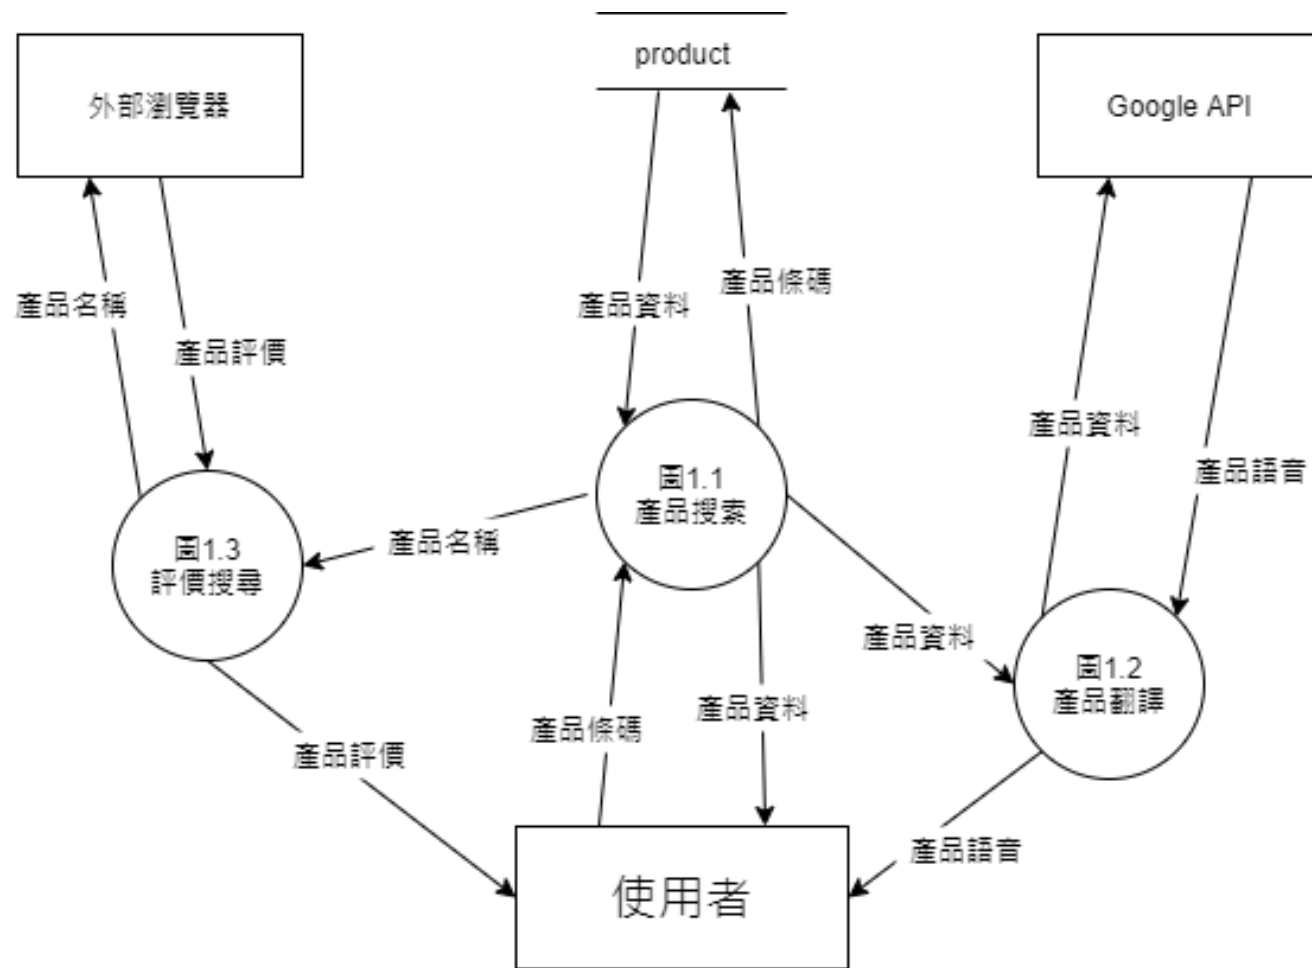 product
外部瀏覽器
Google API
產品名稱
產品評價
產品資料
產品條碼
產品資料
產品語音
圖1.1
產品搜索
產品名稱
圖1.3
評價搜尋
產品資料
圖1.2
產品翻譯
產品條碼
產品資料
產品評價
產品語音
使用者